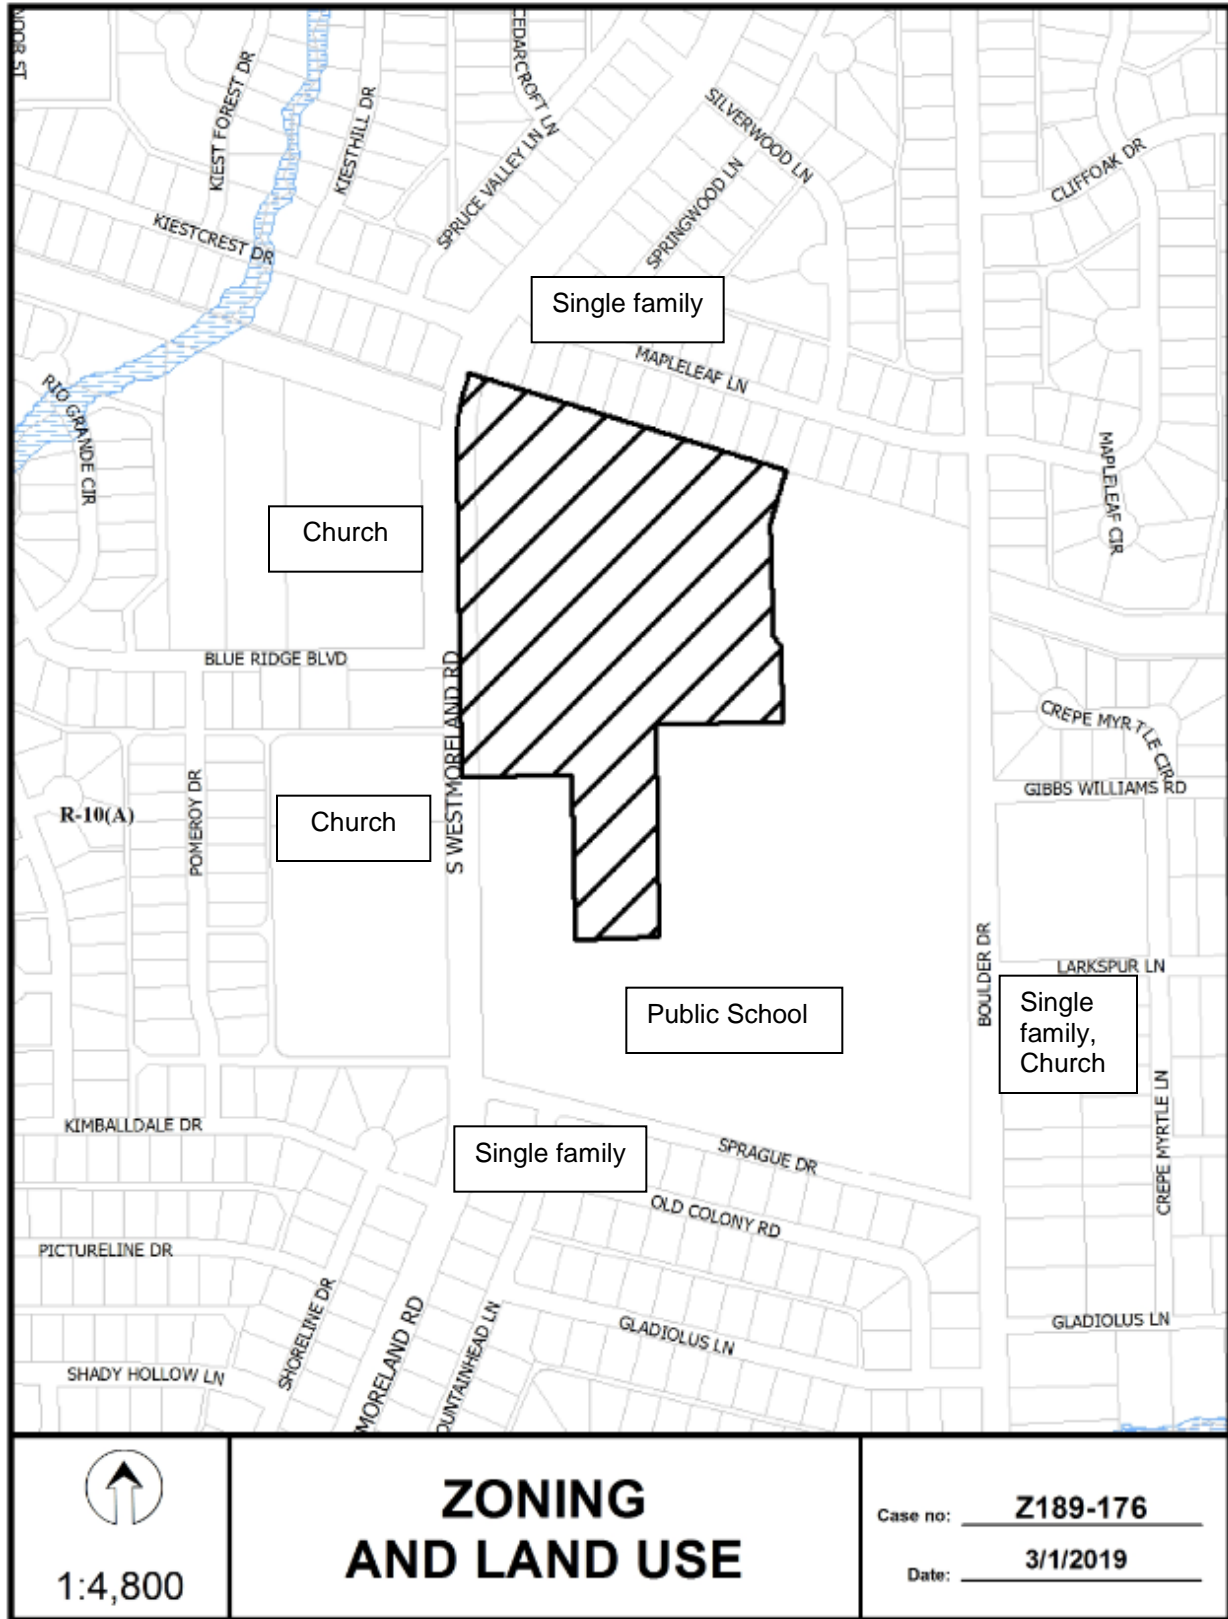 CEDARCROFT LN
KIEST FOREST DR
KIESTHILL DR
SILVERWOOD LN
CLIFFOAK DR
SPRUCE VALLEY LN
SPRINGWOOD LN
KIESTCREST DR
Single family
MAPLELEAF LN
RIO GRANDE CIR
MAPLELEAF CIR
Church
BLUE RIDGE BLVD
S WESTMORELAND RD
CREPE MYRTLE CIR
GIBBS WILLIAMS RD
R-10(A)
POMEROY DR
Church
BOULDER DR
LARKSPUR LN
Public School
Single
family,
Church
KIMBALLDALE DR
CREPE MYRTLE LN
Single family
SPRAGUE DR
OLD COLONY RD
PICTURELINE DR
SHORELINE DR
MORELAND RD
OUNTAINHEAD LN
GLADIOLUS LN
GLADIOLUS LN
SHADY HOLLOW LN
1:4,800
ZONING
AND LAND USE
Case no: Z189-176
Date: 3/1/2019